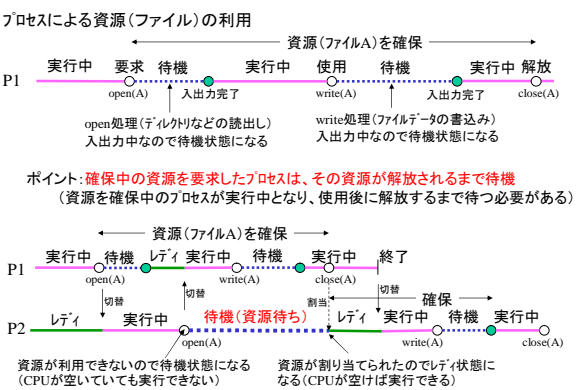 プロセスによる資源（ファイル）の利用
資源（ファイルA）を確保
実行中 要求 待機 実行中 使用 待機 実行中 解放
P1
open(A) 入出力完了 write(A) 入出力完了 close(A)
open処理（ディレクトリなどの読出し） write処理（ファイルデータの書込み）
入出力中なので待機状態になる 入出力中なので待機状態になる
ポイント：確保中の資源を要求したプロセスは、その資源が解放されるまで待機
（資源を確保中のプロセスが実行中となり、使用後に解放するまで待つ必要がある）
資源（ファイルA）を確保
実行中 待機 レディ 実行中 待機 実行中 終了
P1
open(A) write(A) close(A)
切替 切替 割当 切替 確保
レディ 実行中 待機（資源待ち） レディ 実行中 待機 実行中
P2
open(A) write(A) close(A)
資源が利用できないので待機状態になる 資源が割り当てられたのでレディ状態に
（CPUが空いていても実行できない） なる（CPUが空けば実行できる）